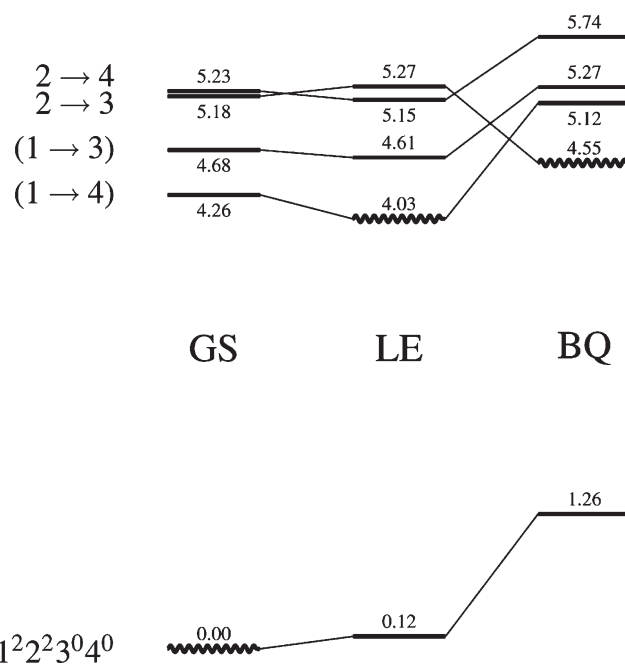 5.74
2 → 4 5.23 5.27 5.27
2 → 3 5.18 5.15 5.12
(1 → 3) 4.68 4.61 4.55
(1 → 4) 4.26 4.03
GS LE BQ
1.26
0.12
1²2²3⁰4⁰ 0.00